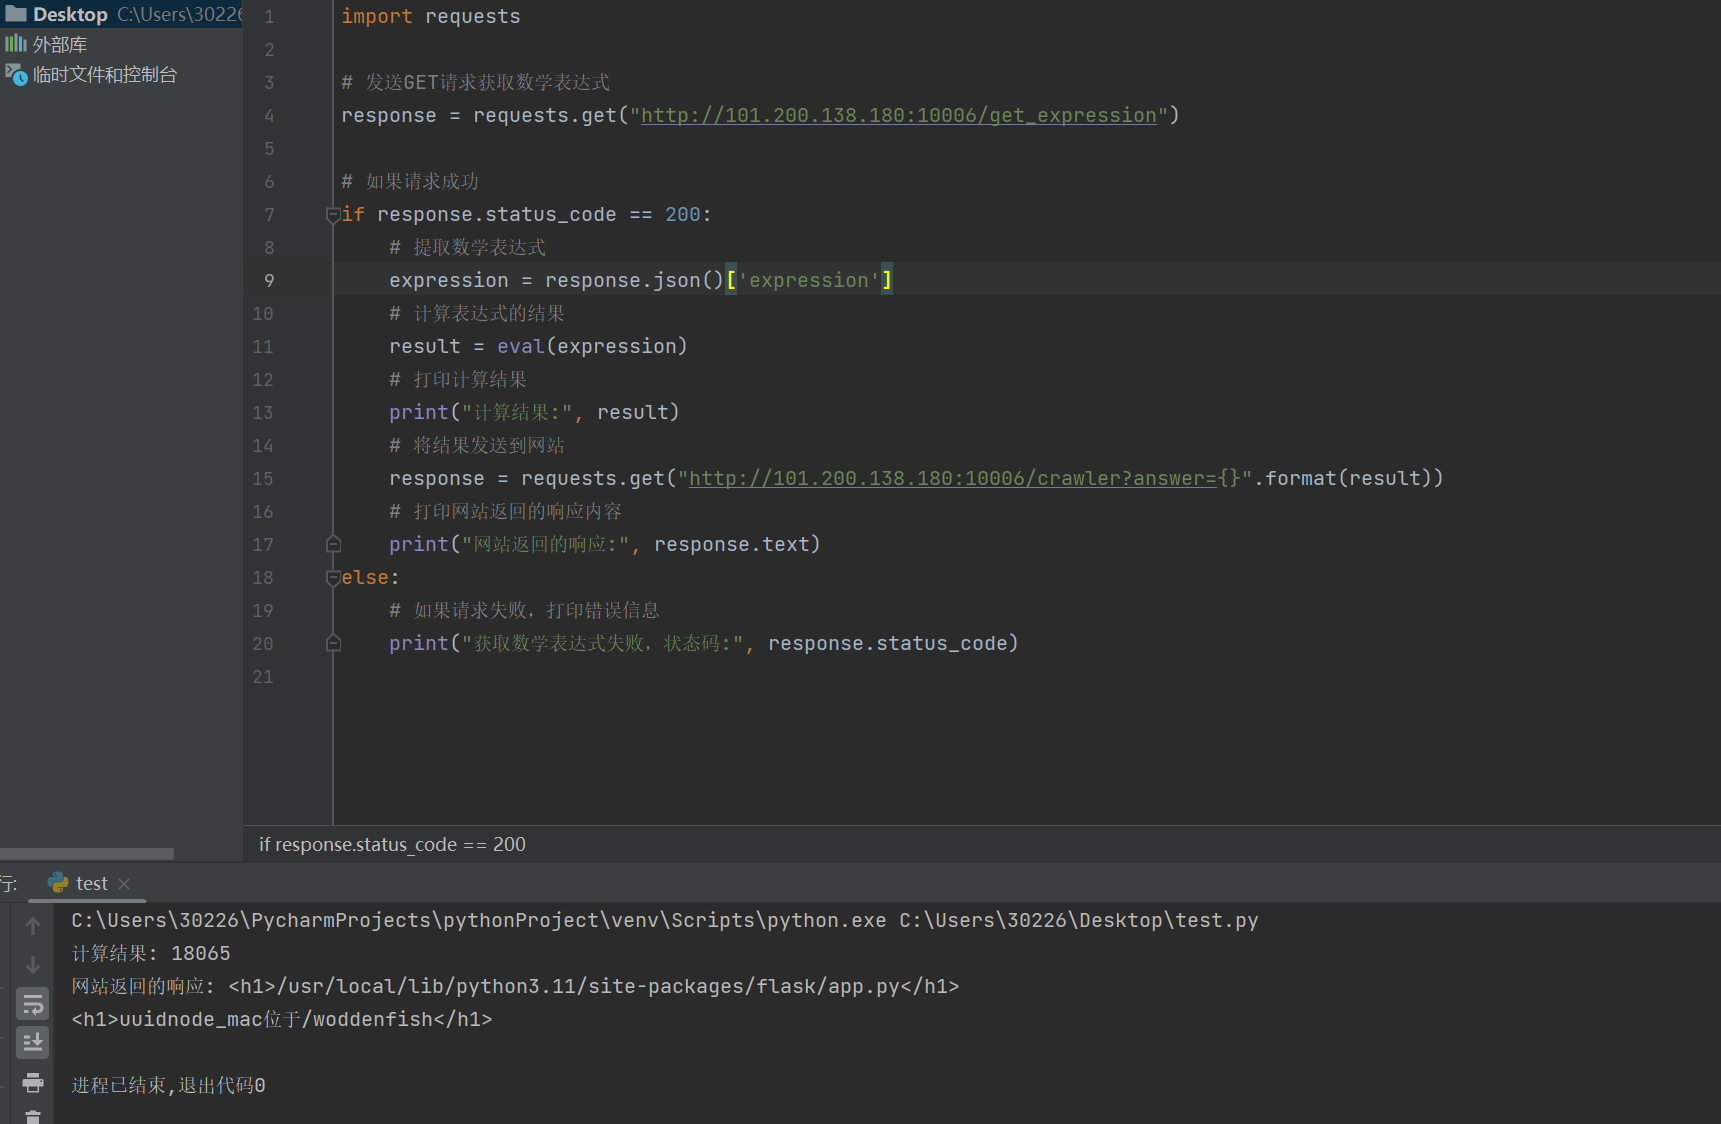 Desktop C:\Users\3022
外部库
临时文件和控制台
1 import requests
2
3 # 发送GET请求获取数学表达式
4 response = requests.get("http://101.200.138.180:10006/get_expression")
5
6 # 如果请求成功
7 if response.status_code == 200:
8 # 提取数学表达式
9 expression = response.json()['expression']
10 # 计算表达式的结果
11 result = eval(expression)
12 # 打印计算结果
13 print("计算结果:", result)
14 # 将结果发送到网站
15 response = requests.get("http://101.200.138.180:10006/crawler?answer={}".format(result))
16 # 打印网站返回的响应内容
17 print("网站返回的响应:", response.text)
18 else:
19 # 如果请求失败，打印错误信息
20 print("获取数学表达式失败，状态码:", response.status_code)
21
if response.status_code == 200
行: test
C:\Users\30226\PycharmProjects\pythonProject\venv\Scripts\python.exe C:\Users\30226\Desktop\test.py
计算结果: 18065
网站返回的响应: <h1>/usr/local/lib/python3.11/site-packages/flask/app.py</h1>
<h1>uuidnode_mac位于/woddenfish</h1>
进程已结束,退出代码0